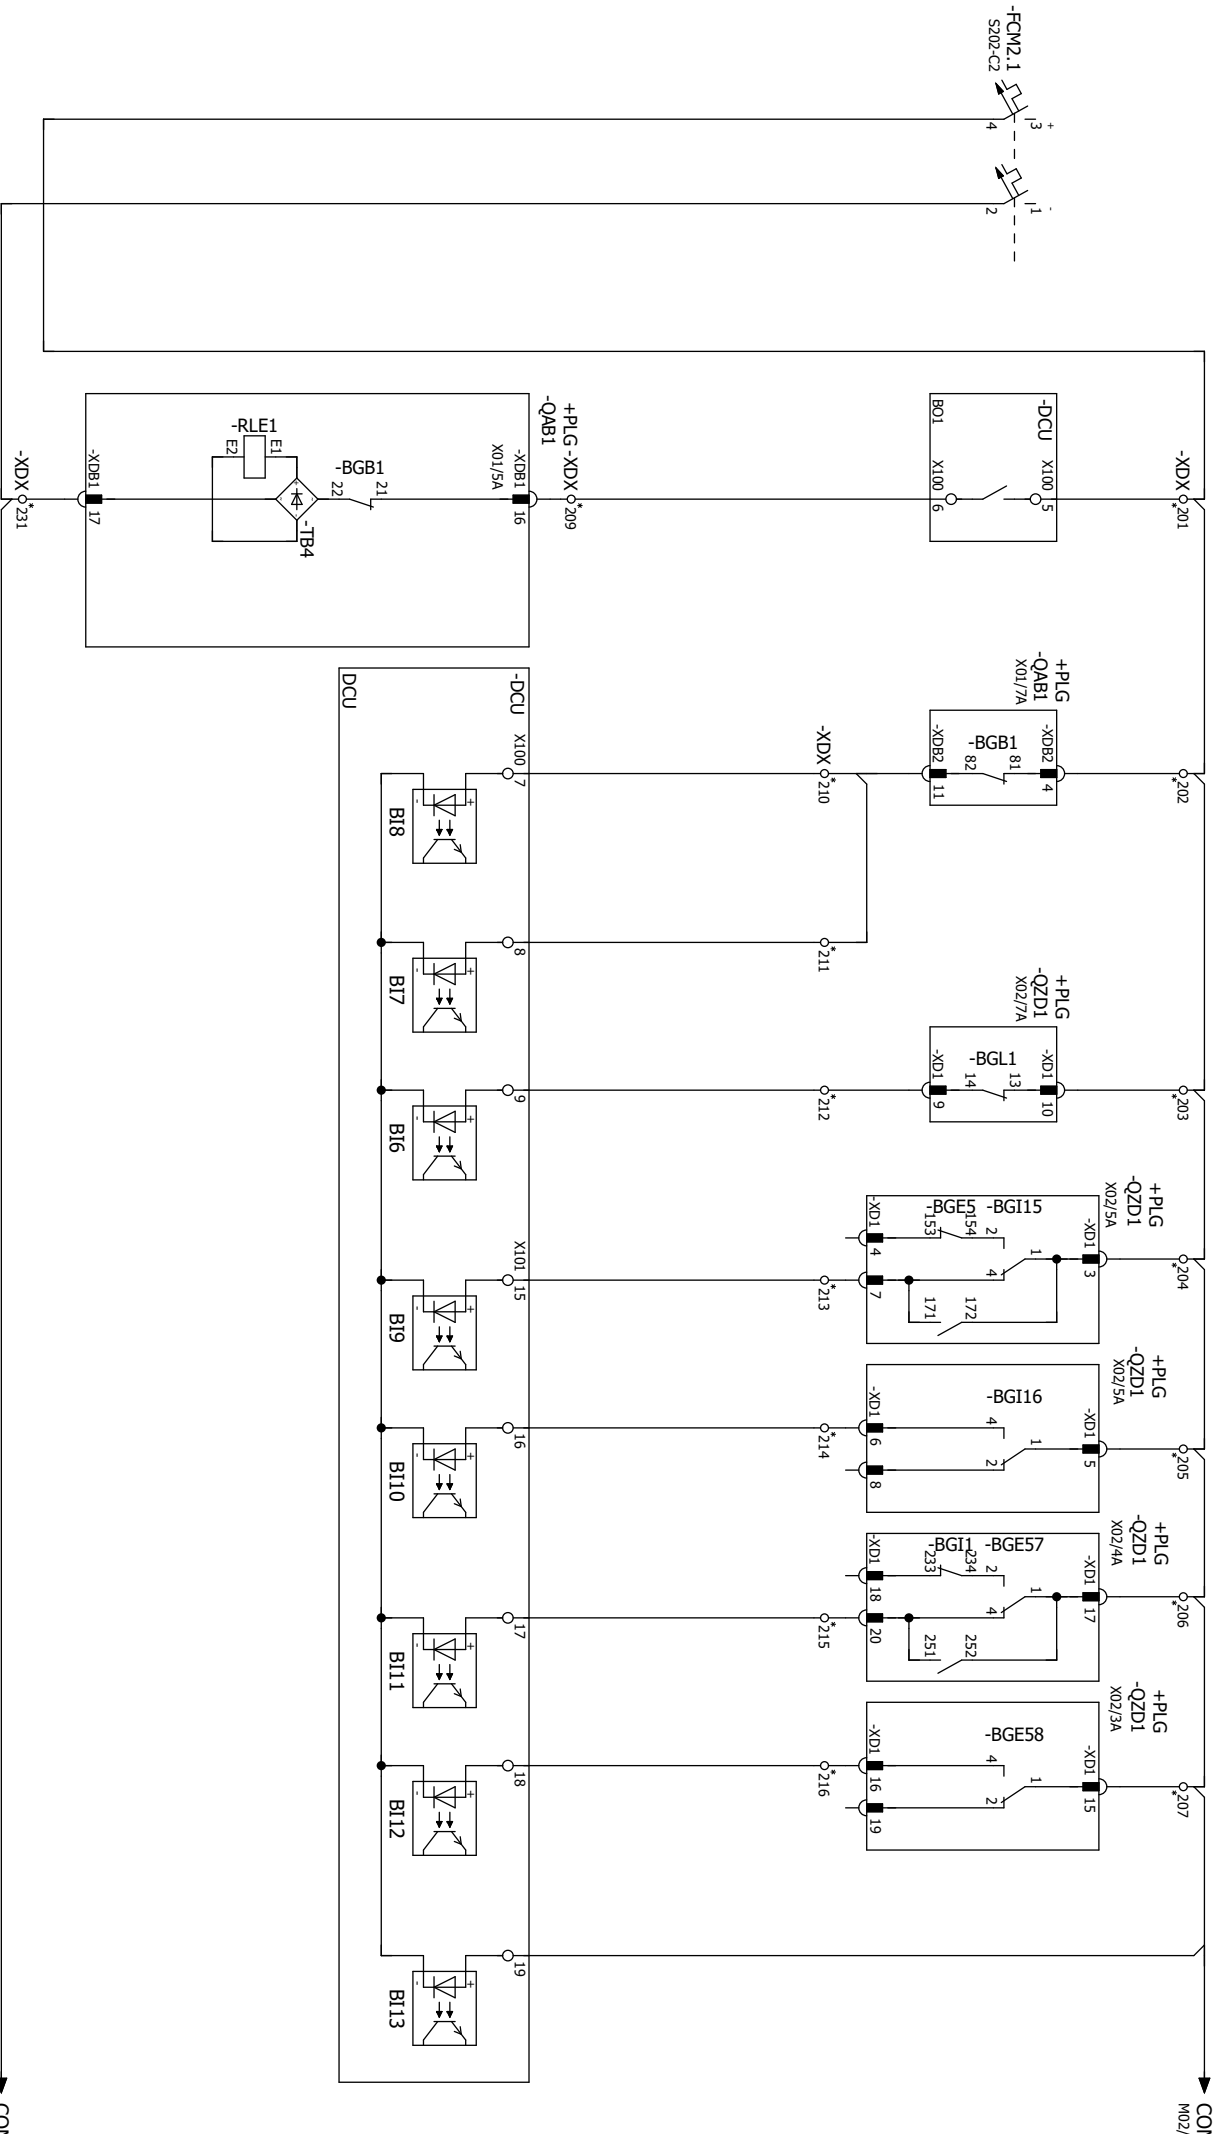 -FCM2.1
S202-C2
3
4
+
1
2
-
-XDX
201
*
-DCU
X100
5
BO1
X100
6
+PLG
-QAB1
-XDX
209
*
-XDB1
16
X01/5A
-BGB1
21
22
-TB4
-RLE1
E1
E2
-XDB1
17
-XDX
231
*
202
*
+PLG
-QAB1
X01/7A
-XDB2
4
-BGB1
81
82
-XDB2
11
-XDX
210
*
211
*
203
*
+PLG
-QZD1
X02/7A
-XD1
10
-BGL1
13
14
-XD1
9
212
*
204
*
+PLG
-QZD1
X02/5A
-XD1
3
-BGI15
1
2
4
-BGE5
154
153
172
171
-XD1
4
7
213
*
205
*
+PLG
-QZD1
X02/5A
-XD1
5
-BGI16
1
4
2
-XD1
6
8
214
*
206
*
+PLG
-QZD1
X02/4A
-XD1
17
-BGE57
1
2
4
-BGI1
234
233
252
251
-XD1
18
20
215
*
207
*
+PLG
-QZD1
X02/3A
-XD1
15
-BGE58
1
4
2
-XD1
16
19
216
*
-DCU
DCU
X100
7
+
-
BI8
8
+
-
BI7
9
+
-
BI6
X101
15
+
-
BI9
16
+
-
BI10
17
+
-
BI11
18
+
-
BI12
19
+
-
BI13
M02/